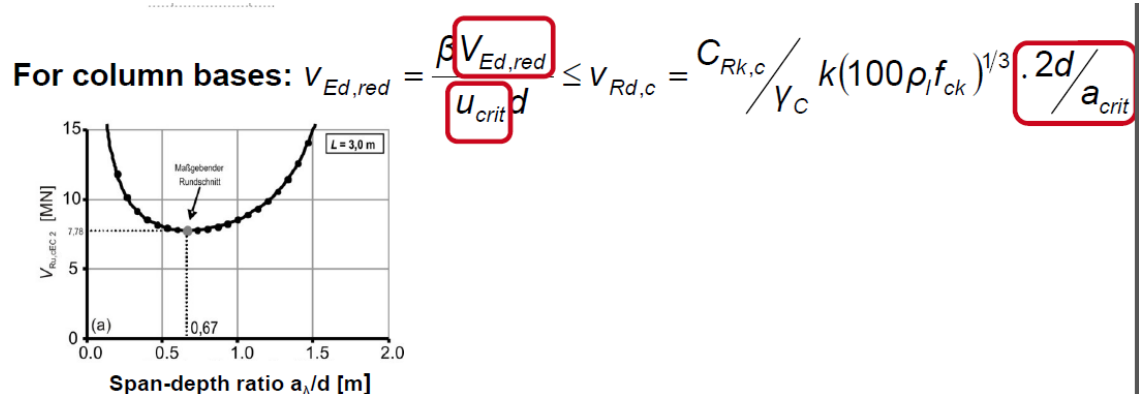 For column bases: v_Ed,red = βV_Ed,red / u_crit d ≤ v_Rd,c = C_Rk,c / γ_C k(100 ρ_l f_ck)^1/3 . 2d / a_crit
15
L = 3,0 m
Maßgebender
Rundschnitt
10
V_Ru,cEC 2 [MN]
7,78
5
(a)
0,67
0
0.0 0.5 1.0 1.5 2.0
Span-depth ratio a_λ/d [m]